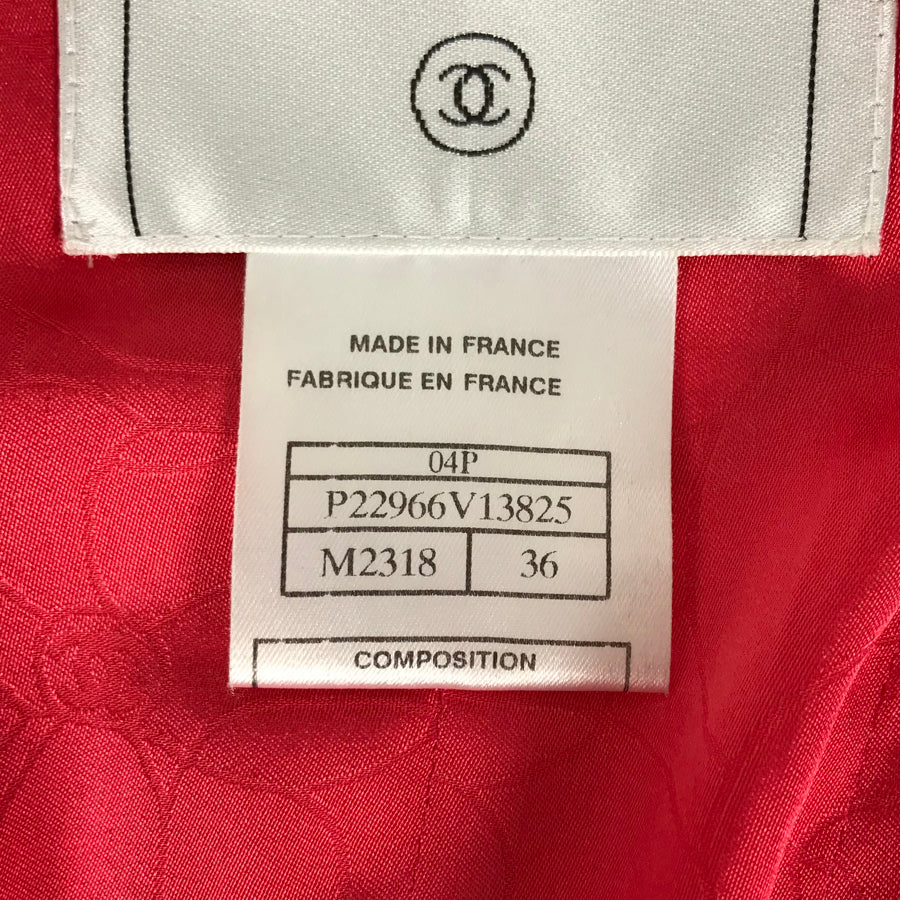 MADE IN FRANCE
FABRIQUE EN FRANCE
04P
P22966V13825
M2318 36
COMPOSITION